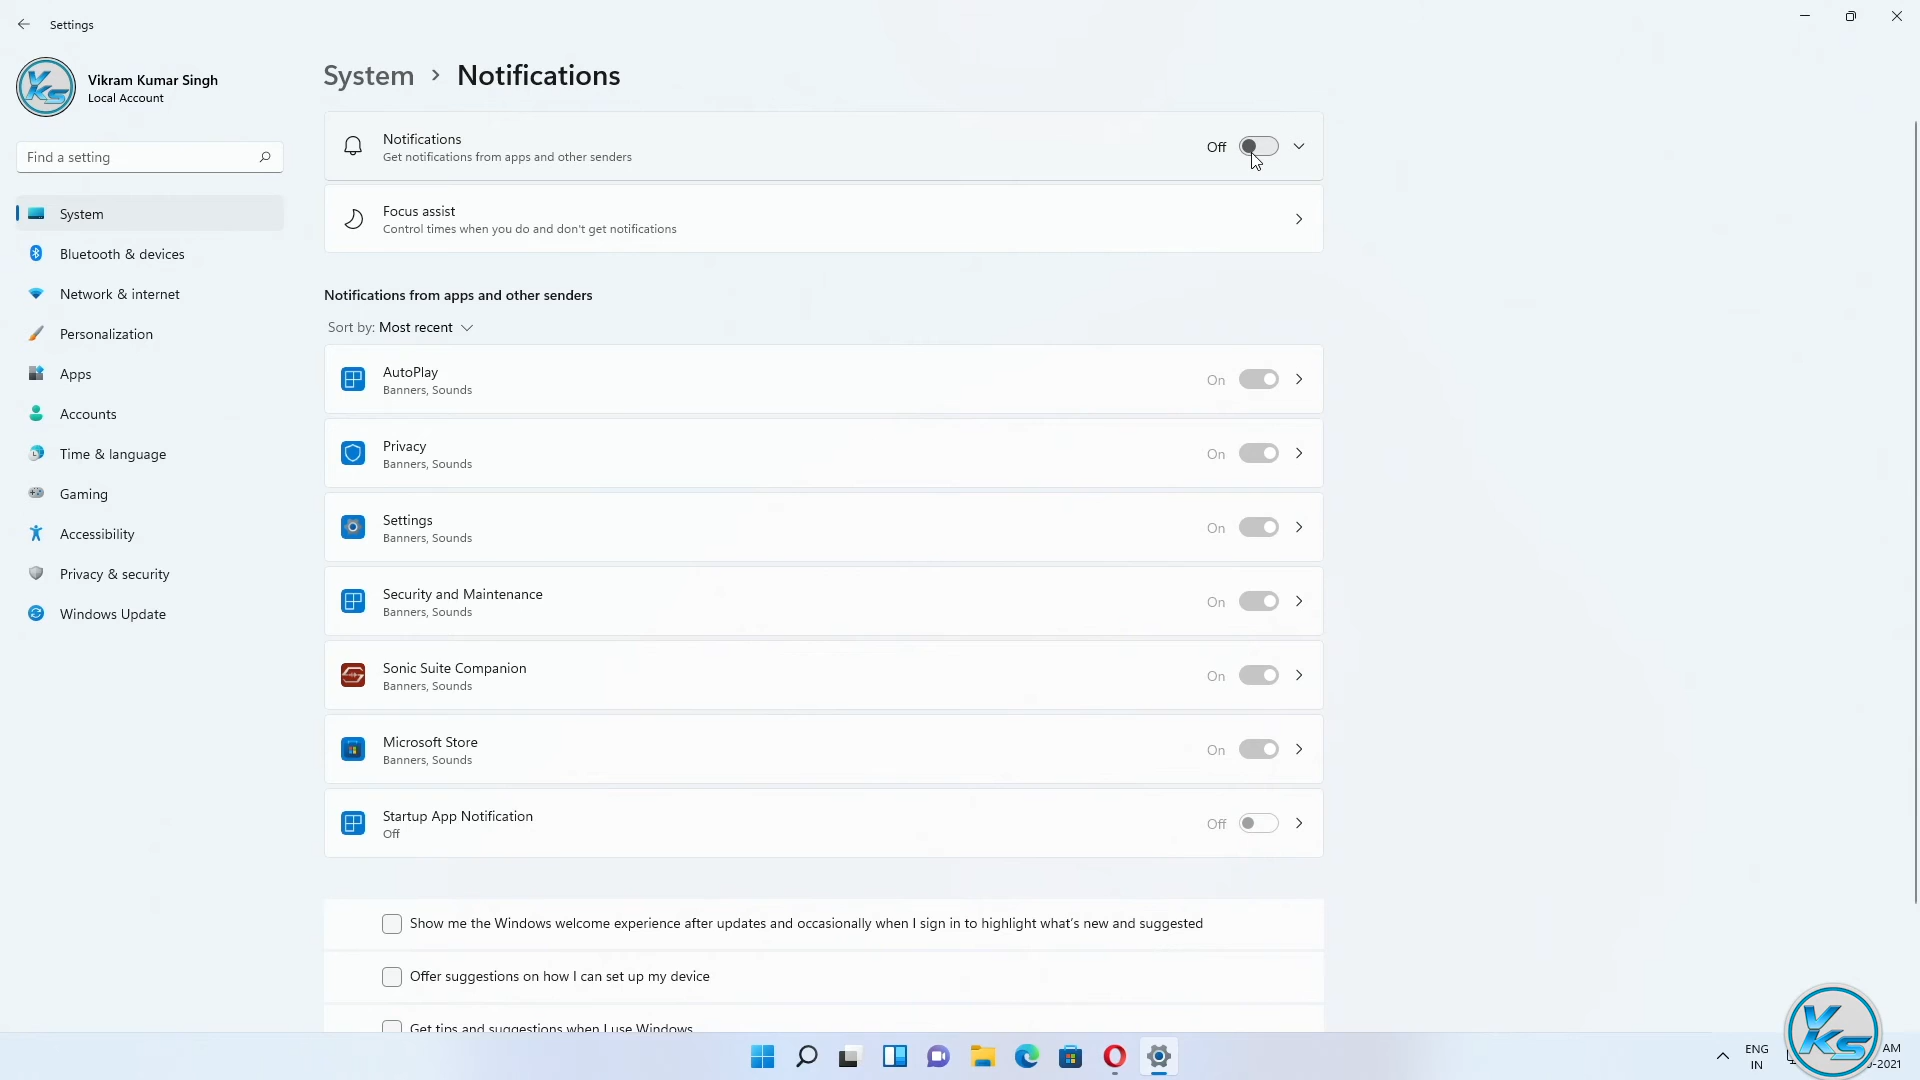 Settings
VKS
Vikram Kumar Singh
Local Account
Find a setting
System
Bluetooth & devices
Network & internet
Personalization
Apps
Accounts
Time & language
Gaming
Accessibility
Privacy & security
Windows Update
System > Notifications
Notifications
Get notifications from apps and other senders
Off
Focus assist
Control times when you do and don't get notifications
Notifications from apps and other senders
Sort by: Most recent
AutoPlay
Banners, Sounds
On
Privacy
Banners, Sounds
On
Settings
Banners, Sounds
On
Security and Maintenance
Banners, Sounds
On
Sonic Suite Companion
Banners, Sounds
On
Microsoft Store
Banners, Sounds
On
Startup App Notification
Off
Off
Show me the Windows welcome experience after updates and occasionally when I sign in to highlight what's new and suggested
Offer suggestions on how I can set up my device
Get tips and suggestions when I use Windows
ENG
IN
AM
-2021
VKS